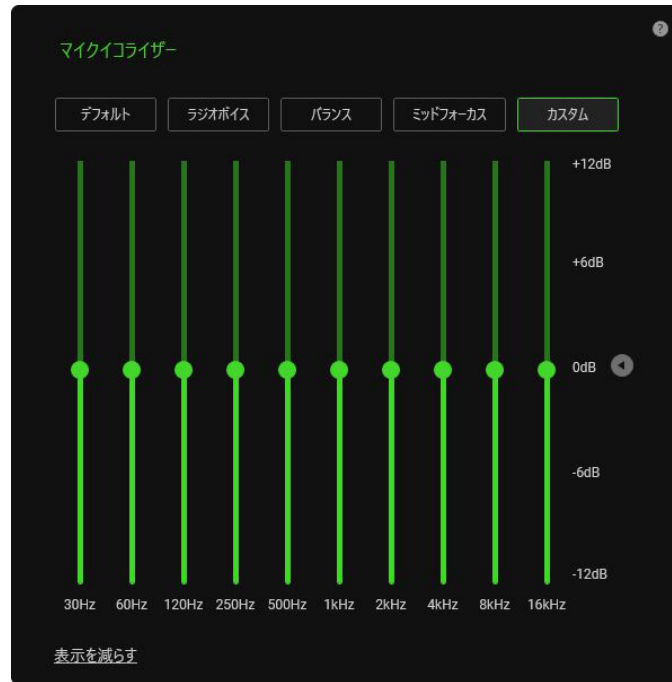 ?
マイクイコライザー
デフォルト ラジオボイス バランス ミッドフォーカス カスタム
+12dB
+6dB
0dB
-6dB
-12dB
30Hz 60Hz 120Hz 250Hz 500Hz 1kHz 2kHz 4kHz 8kHz 16kHz
表示を減らす